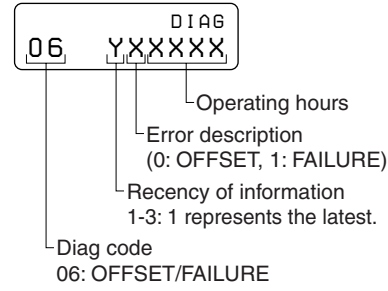 DIAG
06 YXXXXX
Operating hours
Error description
(0: OFFSET, 1: FAILURE)
Recency of information
1-3: 1 represents the latest.
Diag code
06: OFFSET/FAILURE